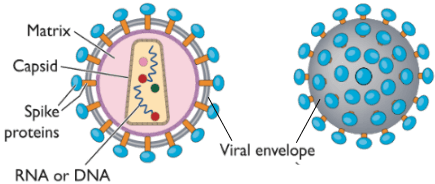 Matrix
Capsid
Spike
proteins
RNA or DNA
Viral envelope